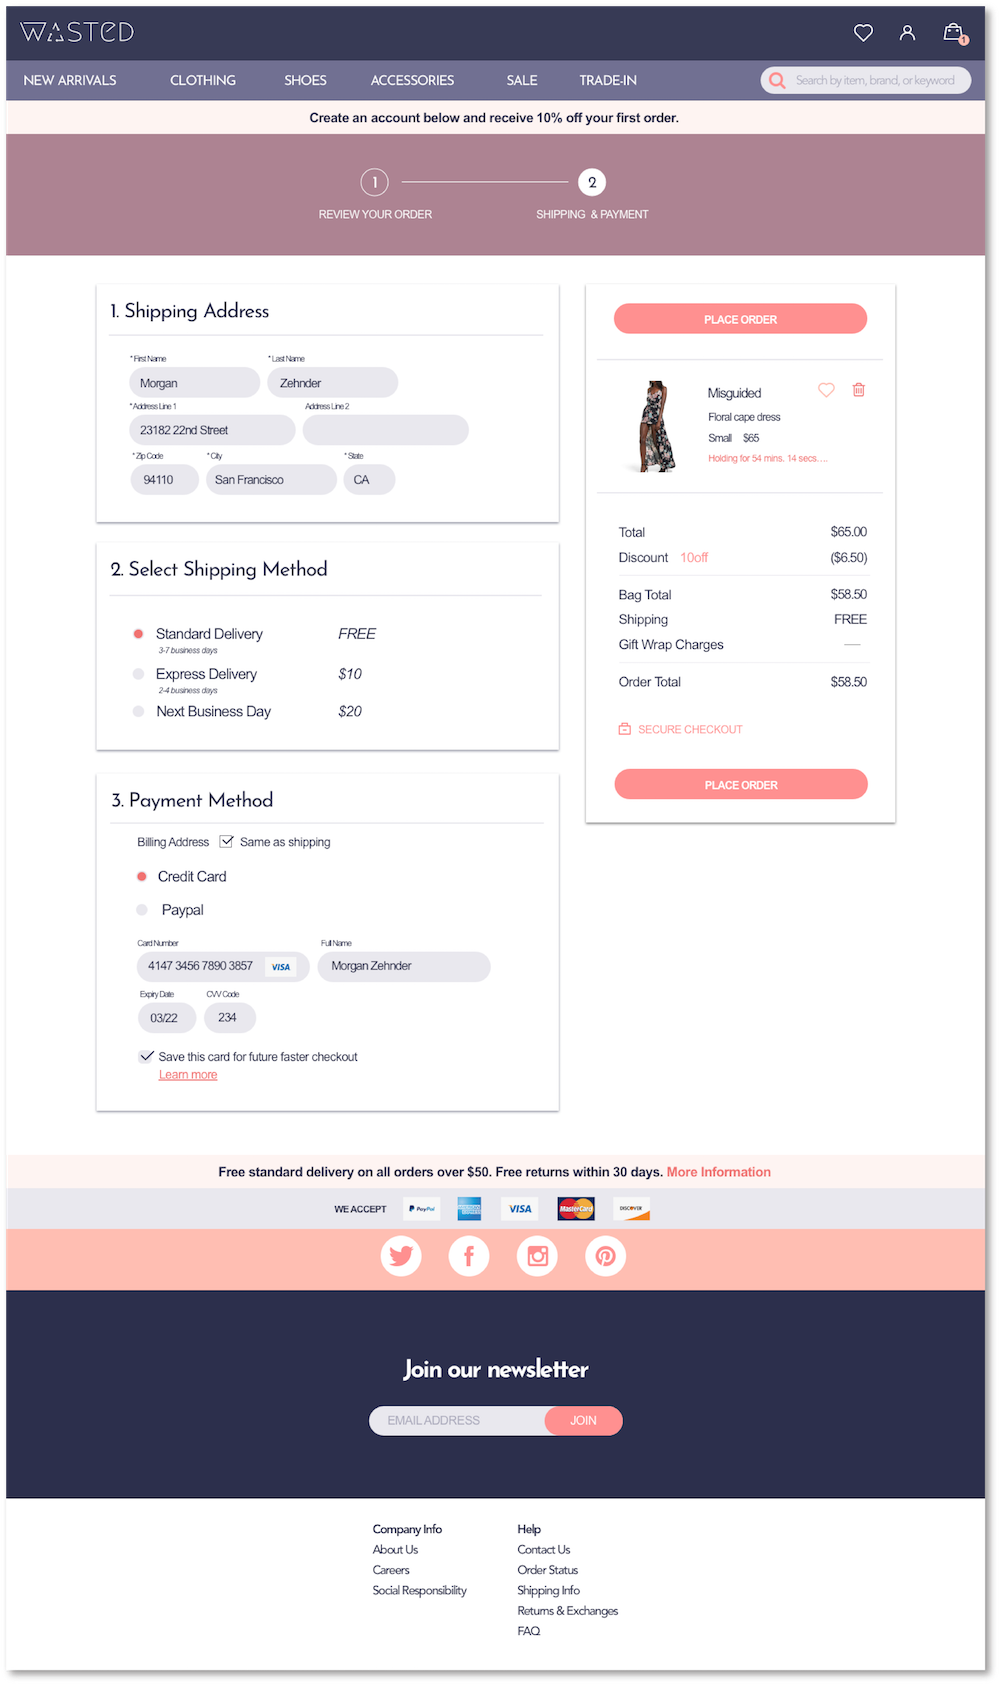 WASTED
1
NEW ARRIVALS CLOTHING SHOES ACCESSORIES SALE TRADE-IN Search by item, brand, or keyword
Create an account below and receive 10% off your first order.
1 2
REVIEW YOUR ORDER SHIPPING & PAYMENT
1. Shipping Address
* First Name * Last Name
Morgan Zehnder
* Address Line 1 Address Line 2
23182 22nd Street
* Zip Code * City * State
94110 San Francisco CA
2. Select Shipping Method
Standard Delivery FREE
3-7 business days
Express Delivery $10
2-4 business days
Next Business Day $20
3. Payment Method
Billing Address Same as shipping
Credit Card
Paypal
Card Number Full Name
4147 3456 7890 3857 VISA Morgan Zehnder
Expiry Date CVV Code
03/22 234
Save this card for future faster checkout
Learn more
PLACE ORDER
Misguided
Floral cape dress
Small $65
Holding for 54 mins. 14 secs....
Total $65.00
Discount 10off ($6.50)
Bag Total $58.50
Shipping FREE
Gift Wrap Charges —
Order Total $58.50
SECURE CHECKOUT
PLACE ORDER
Free standard delivery on all orders over $50. Free returns within 30 days. More Information
WE ACCEPT PayPal AMERICAN EXPRESS VISA MasterCard DISCOVER
Join our newsletter
EMAIL ADDRESS JOIN
Company Info
About Us
Careers
Social Responsibility
Help
Contact Us
Order Status
Shipping Info
Returns & Exchanges
FAQ